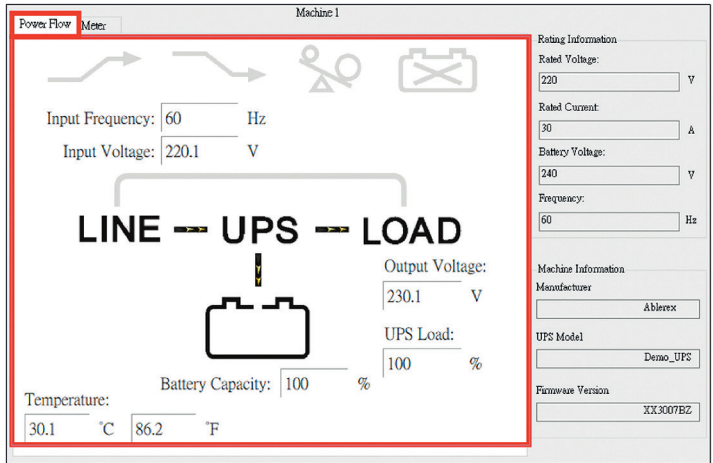 Machine 1
Power Flow Meter
Input Frequency: 60 Hz
Input Voltage: 220.1 V
LINE UPS LOAD
Output Voltage:
230.1 V
UPS Load:
100 %
Battery Capacity: 100 %
Temperature:
30.1 °C 86.2 °F
Rating Information
Rated Voltage:
220 V
Rated Current:
30 A
Battery Voltage:
240 V
Frequency:
60 Hz
Machine Information
Manufacturer
Ablerex
UPS Model
Demo_UPS
Firmware Version
XX3007BZ